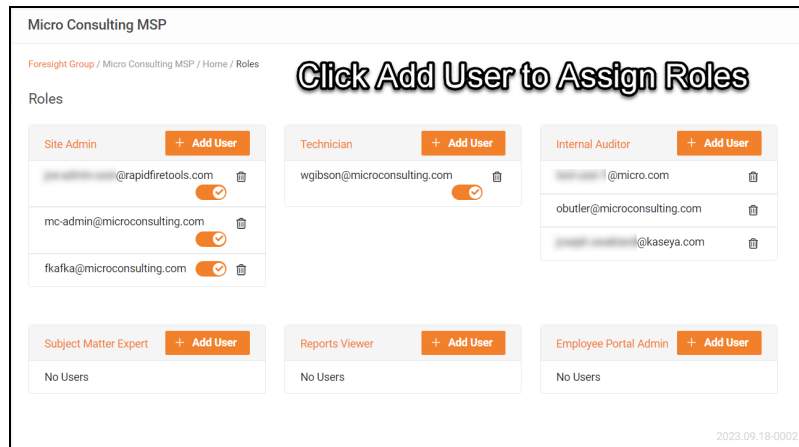 Micro Consulting MSP
Foresight Group / Micro Consulting MSP / Home / Roles
Click Add User to Assign Roles
Roles
Site Admin
+ Add User
@rapidfiretools.com
mc-admin@microconsulting.com
fkafka@microconsulting.com
Technician
+ Add User
wgibson@microconsulting.com
Internal Auditor
+ Add User
@micro.com
obutler@microconsulting.com
@kaseya.com
Subject Matter Expert
+ Add User
No Users
Reports Viewer
+ Add User
No Users
Employee Portal Admin
+ Add User
No Users
2023.09.18-0002